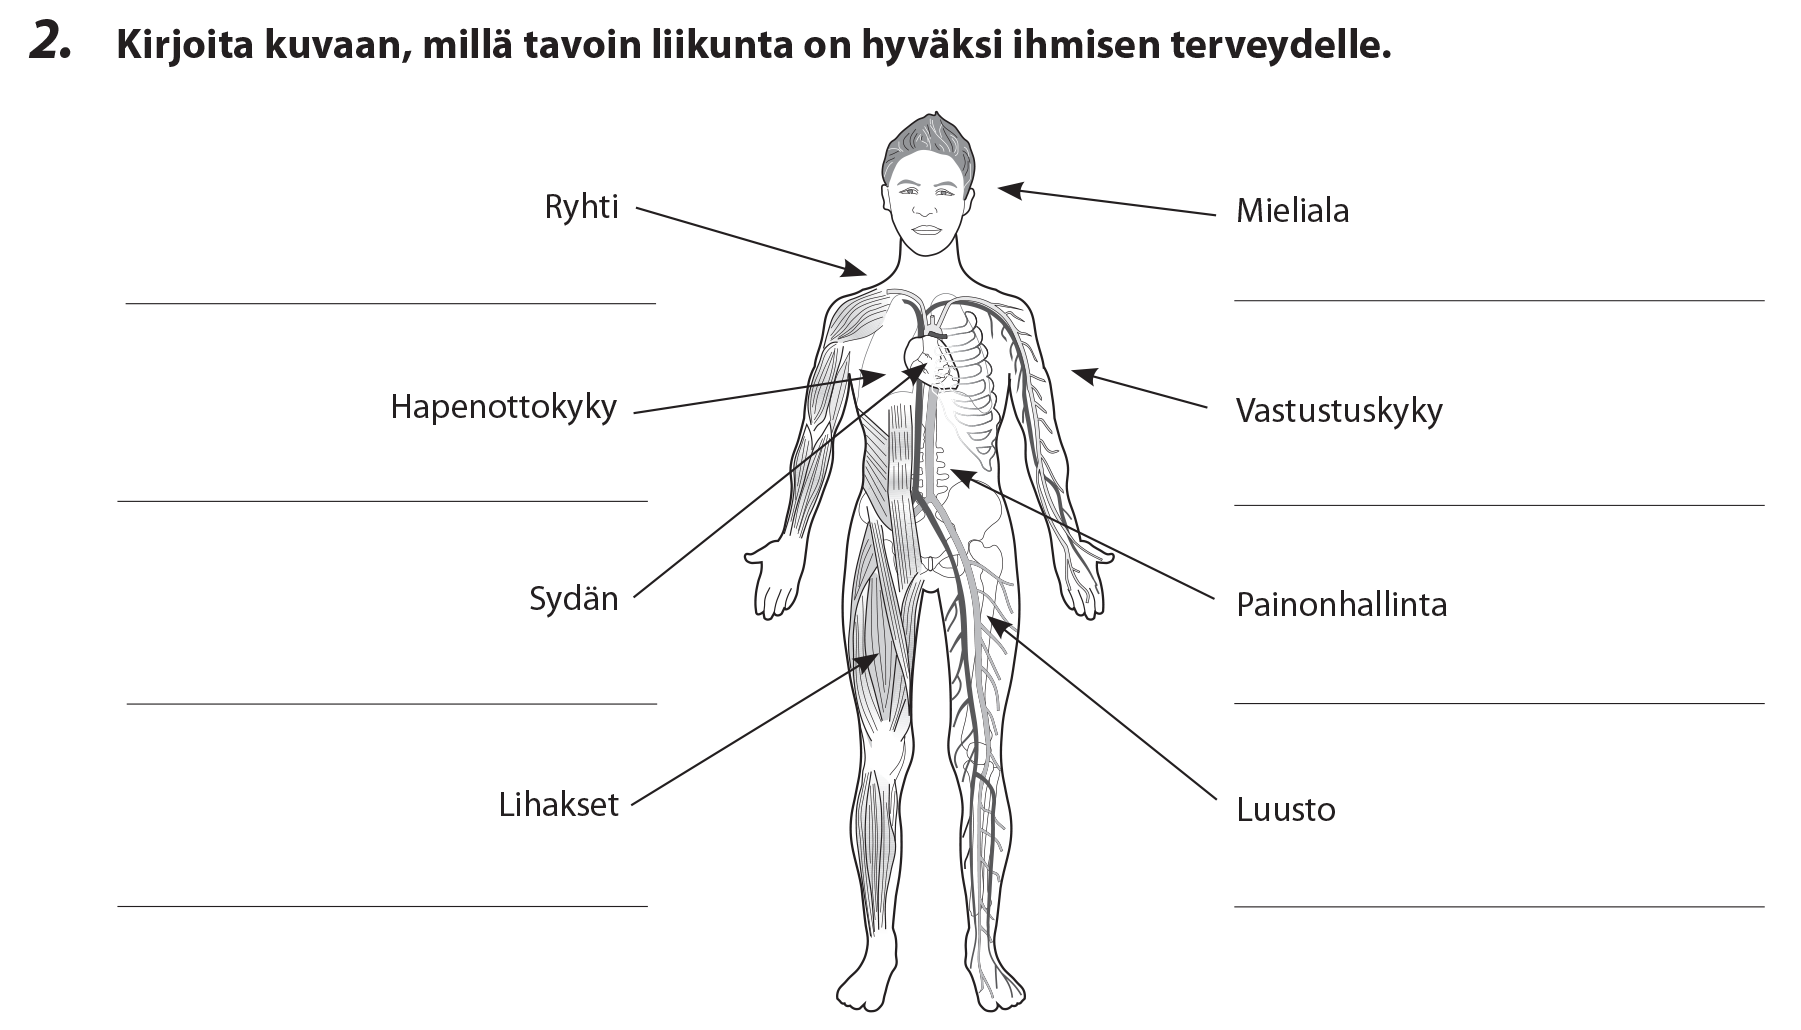 2. Kirjoita kuvaan, millä tavoin liikunta on hyväksi ihmisen terveydelle.
Ryhti
Mieliala
Hapenottokyky
Vastustuskyky
Sydän
Painonhallinta
Lihakset
Luusto